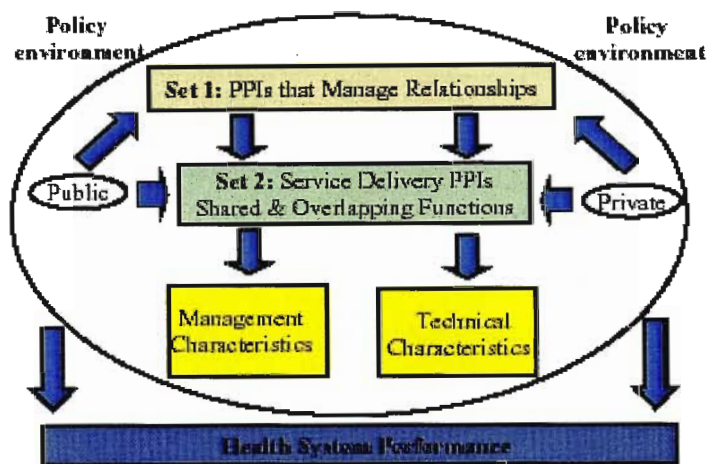 Policy
environment
Policy
environment
Set 1: PPIs that Manage Relationships
Public
Set 2: Service Delivery PPIs
Shared & Overlapping Functions
Private
Management
Characteristics
Technical
Characteristics
Health System Performance